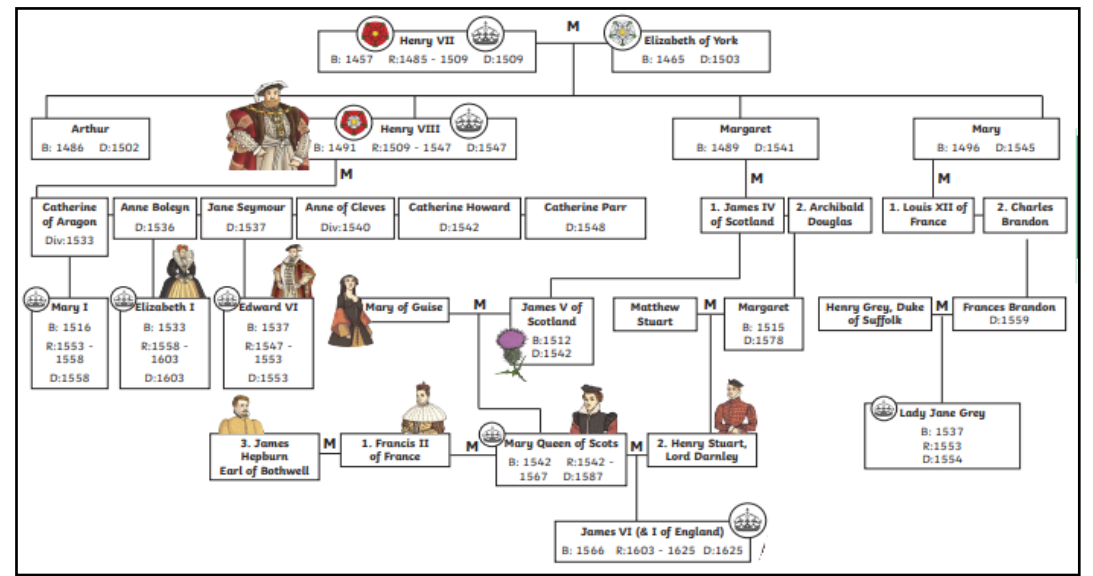 M
Henry VII
B: 1457 R:1485 - 1509 D:1509
Elizabeth of York
B: 1465 D:1503
Arthur
B: 1486 D:1502
Henry VIII
B: 1491 R:1509 - 1547 D:1547
Margaret
B: 1489 D:1541
Mary
B: 1496 D:1545
M
M
M
Catherine
of Aragon
Div:1533
Anne Boleyn
D:1536
Jane Seymour
D:1537
Anne of Cleves
Div:1540
Catherine Howard
D:1542
Catherine Parr
D:1548
1. James IV
of Scotland
2. Archibald
Douglas
1. Louis XII of
France
2. Charles
Brandon
Mary I
B: 1516
R:1553 -
1558
D:1558
Elizabeth I
B: 1533
R:1558 -
1603
D:1603
Edward VI
B: 1537
R:1547 -
1553
D:1553
Mary of Guise
M
James V of
Scotland
B:1512
D:1542
Matthew
Stuart
M
Margaret
B: 1515
D:1578
Henry Grey, Duke
of Suffolk
M
Frances Brandon
D:1559
3. James
Hepburn
Earl of Bothwell
M
1. Francis II
of France
M
Mary Queen of Scots
B: 1542 R:1542 -
1567 D:1587
M
2. Henry Stuart,
Lord Darnley
Lady Jane Grey
B: 1537
R:1553
D:1554
James VI (& I of England)
B: 1566 R:1603 - 1625 D:1625